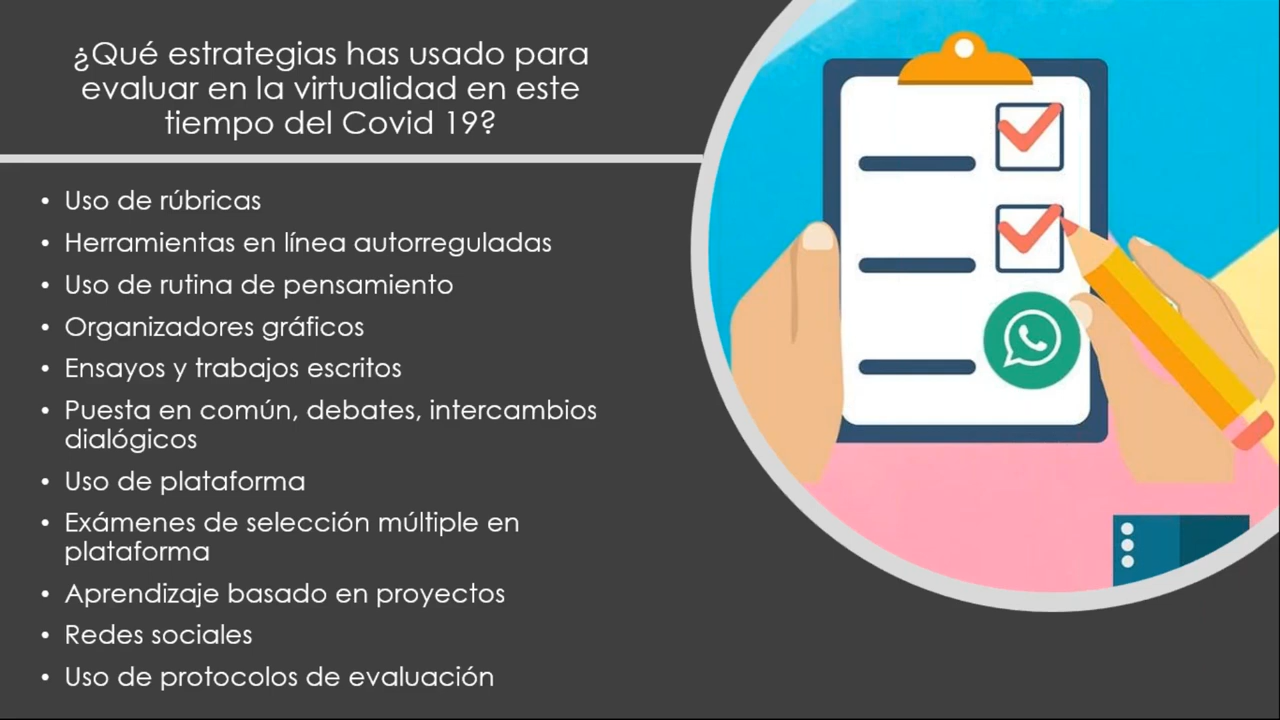 ¿Qué estrategias has usado para
evaluar en la virtualidad en este
tiempo del Covid 19?
• Uso de rúbricas
• Herramientas en línea autorreguladas
• Uso de rutina de pensamiento
• Organizadores gráficos
• Ensayos y trabajos escritos
• Puesta en común, debates, intercambios
dialógicos
• Uso de plataforma
• Exámenes de selección múltiple en
plataforma
• Aprendizaje basado en proyectos
• Redes sociales
• Uso de protocolos de evaluación